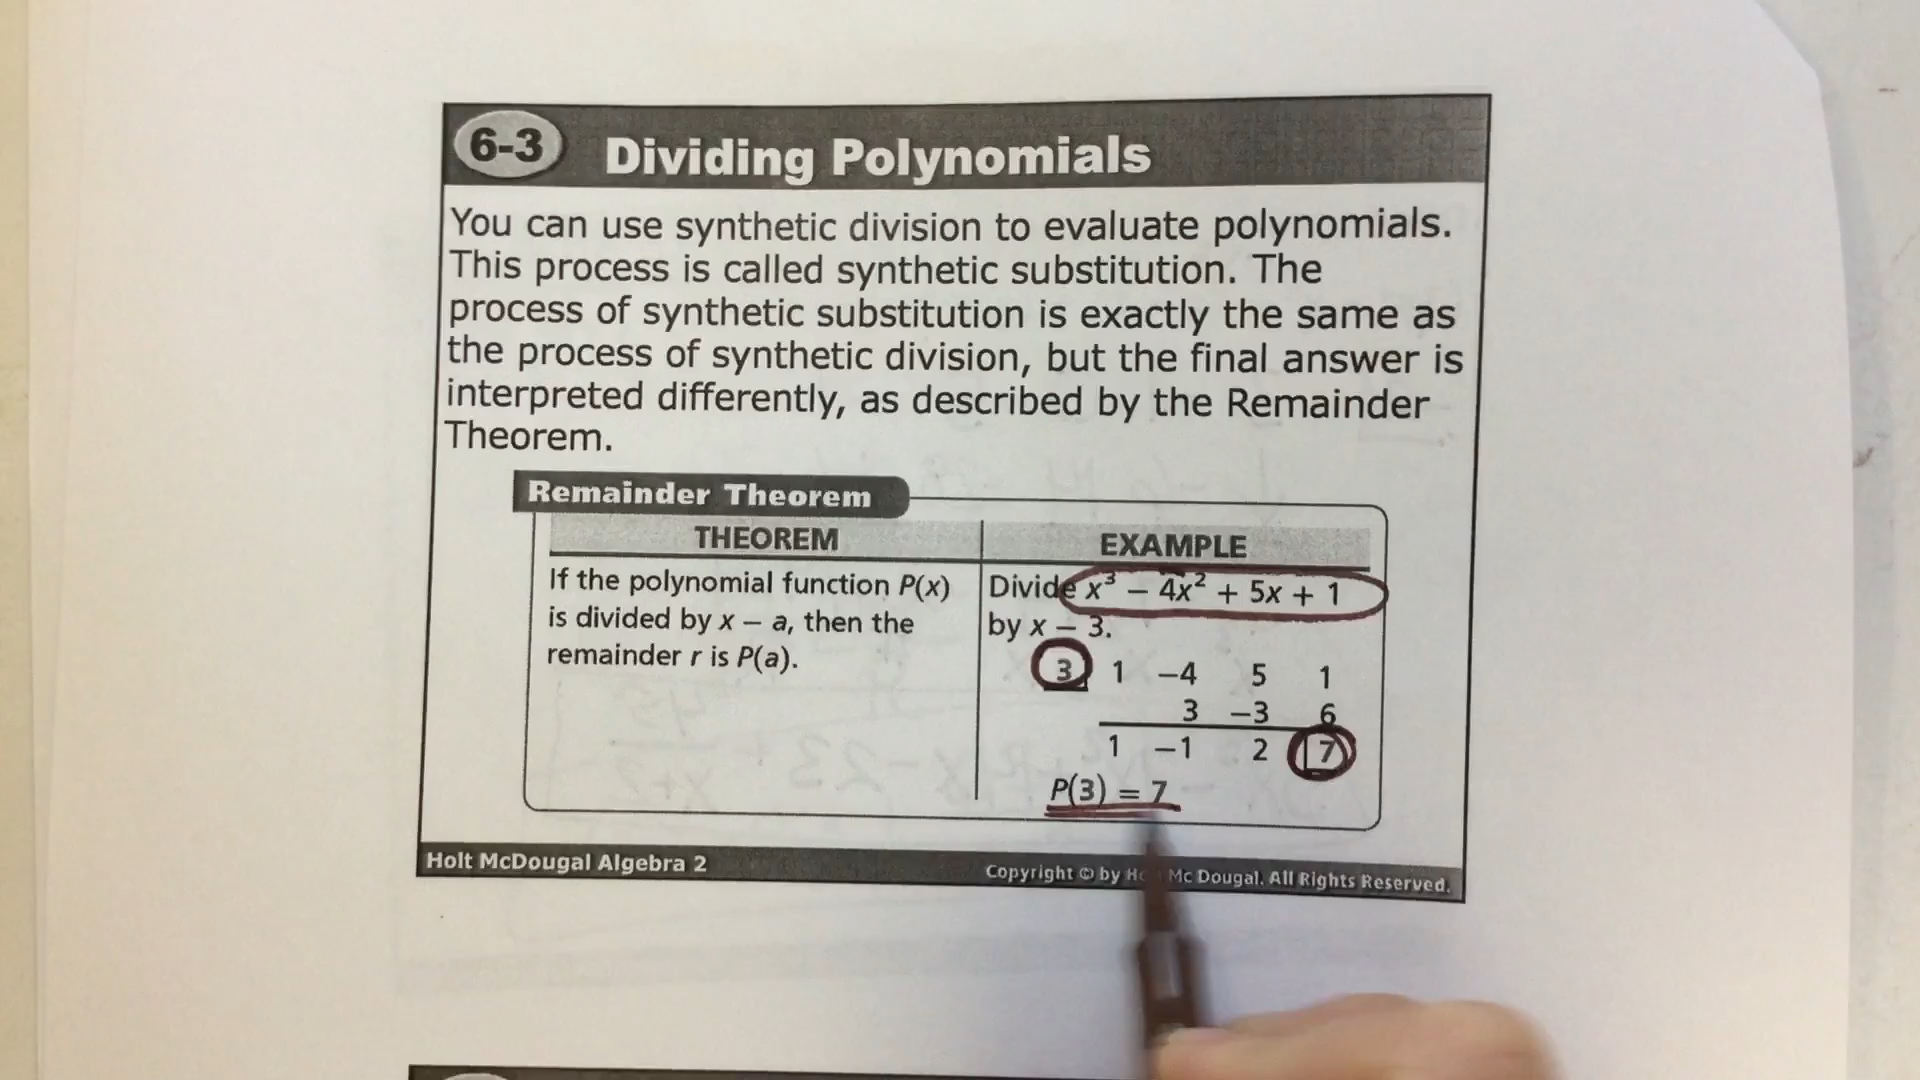 6-3 Dividing Polynomials
You can use synthetic division to evaluate polynomials.
This process is called synthetic substitution. The
process of synthetic substitution is exactly the same as
the process of synthetic division, but the final answer is
interpreted differently, as described by the Remainder
Theorem.
Remainder Theorem
THEOREM
If the polynomial function P(x)
is divided by x − a, then the
remainder r is P(a).
EXAMPLE
Divide x³ − 4x² + 5x + 1
by x − 3.
3 1 −4 5 1
3 −3 6
1 −1 2 7
P(3) = 7
Holt McDougal Algebra 2
Copyright © by Mc Dougal. All Rights Reserved.